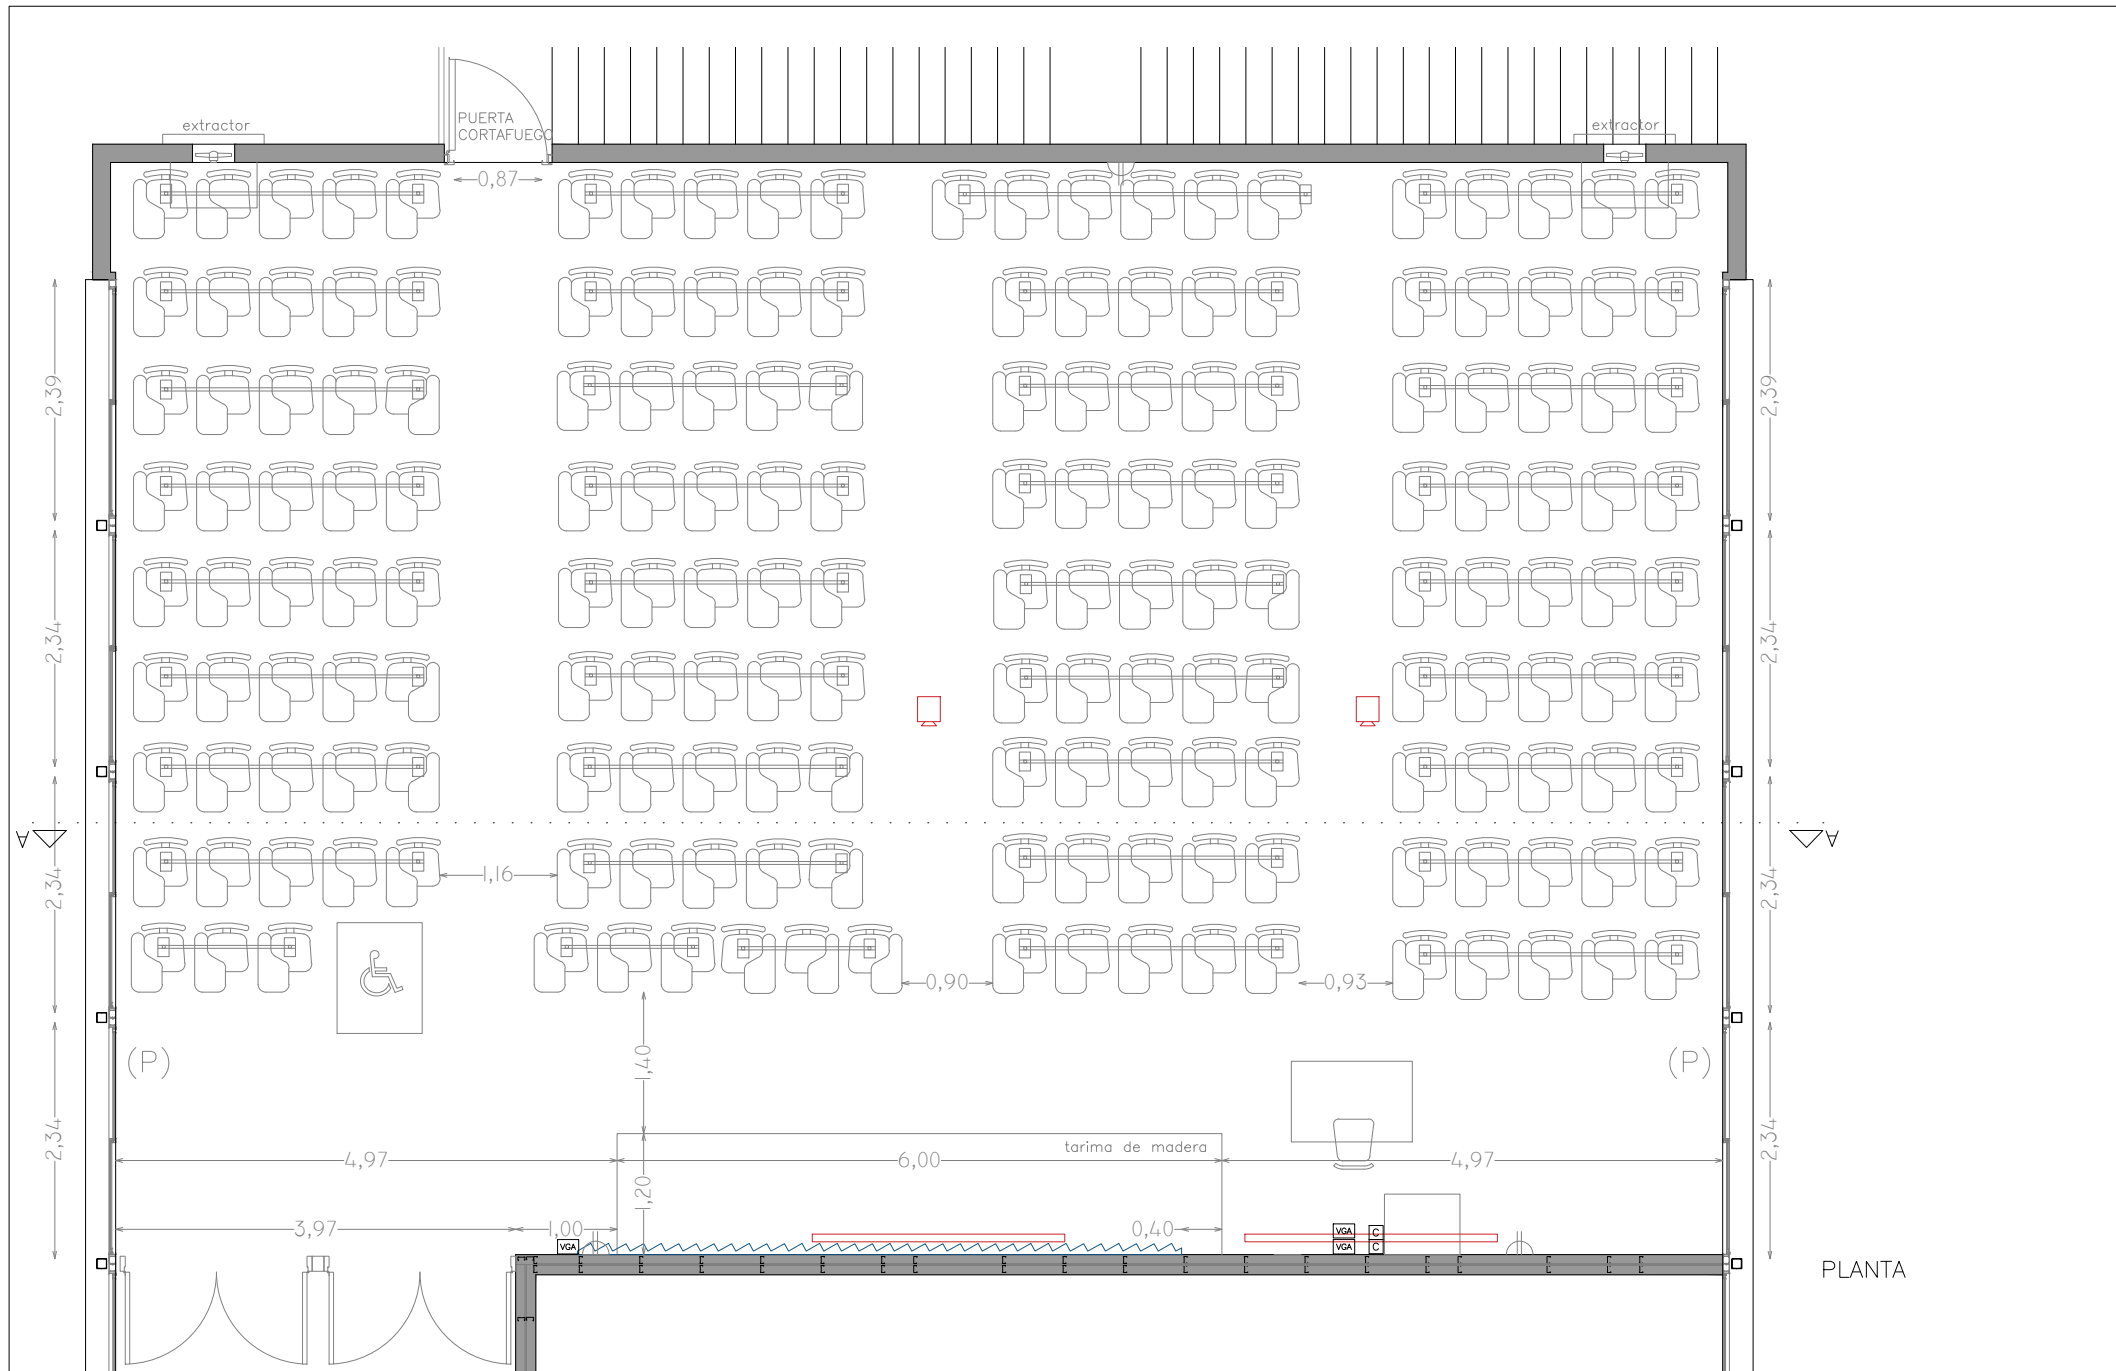 PUERTA
CORTAFUEGO
extractor
extractor
0,87
2,39
2,39
2,34
2,34
A
A
2,34
1,16
2,34
0,90
0,93
(P)
1,40
(P)
2,34
2,34
tarima de madera
4,97
6,00
4,97
1,20
3,97
1,00
0,40
VGA
VGA
C
VGA
C
PLANTA